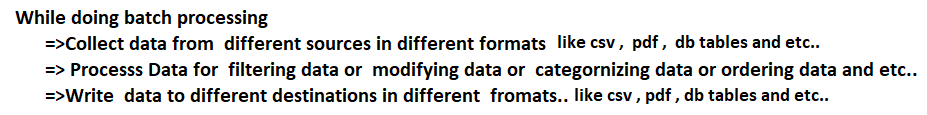 While doing batch processing
=>Collect data from different sources in different formats like csv , pdf , db tables and etc..
=> Processs Data for filtering data or modifying data or categornizing data or ordering data and etc..
=>Write data to different destinations in different fromats.. like csv , pdf , db tables and etc..